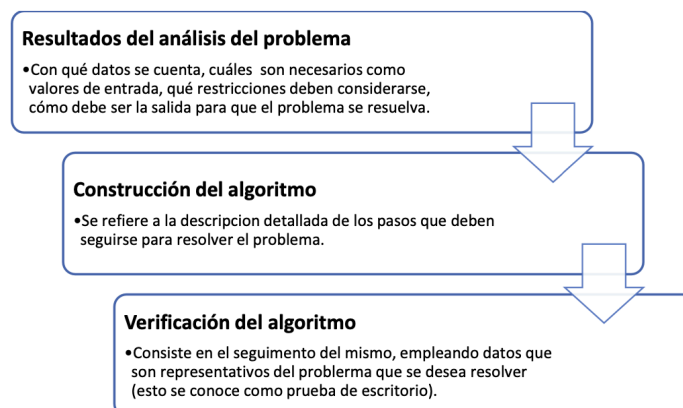 Resultados del análisis del problema
•Con qué datos se cuenta, cuáles son necesarios como
valores de entrada, qué restricciones deben considerarse,
cómo debe ser la salida para que el problema se resuelva.
Construcción del algoritmo
•Se refiere a la descripcion detallada de los pasos que deben
seguirse para resolver el problema.
Verificación del algoritmo
•Consiste en el seguimento del mismo, empleando datos que
son representativos del problerma que se desea resolver
(esto se conoce como prueba de escritorio).